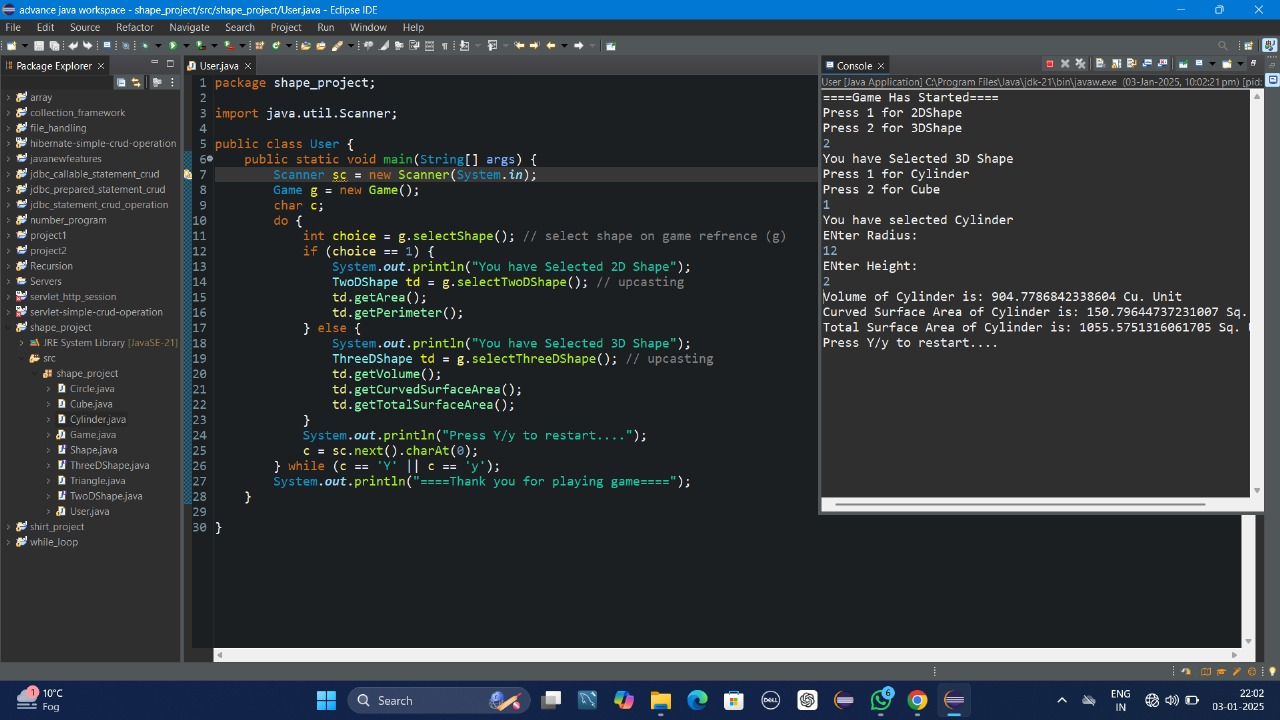 advance java workspace - shape_project/src/shape_project/User.java - Eclipse IDE
File Edit Source Refactor Navigate Search Project Run Window Help
Package Explorer
array
collection_framework
file_handling
hibernate-simple-crud-operation
javanewfeatures
jdbc_callable_statement_crud
jdbc_prepared_statement_crud
jdbc_statement_crud_operation
number_program
project1
project2
Recursion
Servers
servlet_http_session
servlet-simple-crud-operation
shape_project
JRE System Library [JavaSE-21]
src
shape_project
Circle.java
Cube.java
Cylinder.java
Game.java
Shape.java
ThreeDShape.java
Triangle.java
TwoDShape.java
User.java
shirt_project
while_loop
User.java
1 package shape_project;
2
3 import java.util.Scanner;
4
5 public class User {
6 public static void main(String[] args) {
7 Scanner sc = new Scanner(System.in);
8 Game g = new Game();
9 char c;
10 do {
11 int choice = g.selectShape(); // select shape on game refrence (g)
12 if (choice == 1) {
13 System.out.println("You have Selected 2D Shape");
14 TwoDShape td = g.selectTwoDShape(); // upcasting
15 td.getArea();
16 td.getPerimeter();
17 } else {
18 System.out.println("You have Selected 3D Shape");
19 ThreeDShape td = g.selectThreeDShape(); // upcasting
20 td.getVolume();
21 td.getCurvedSurfaceArea();
22 td.getTotalSurfaceArea();
23 }
24 System.out.println("Press Y/y to restart....");
25 c = sc.next().charAt(0);
26 } while (c == 'Y' || c == 'y');
27 System.out.println("====Thank you for playing game====");
28 }
29
30 }
Console
User [Java Application] C:\Program Files\Java\jdk-21\bin\javaw.exe (03-Jan-2025, 10:02:21 pm) [pid:
====Game Has Started====
Press 1 for 2DShape
Press 2 for 3DShape
2
You have Selected 3D Shape
Press 1 for Cylinder
Press 2 for Cube
1
You have selected Cylinder
ENter Radius:
12
ENter Height:
2
Volume of Cylinder is: 904.7786842338604 Cu. Unit
Curved Surface Area of Cylinder is: 150.79644737231007 Sq.
Total Surface Area of Cylinder is: 1055.5751316061705 Sq.
Press Y/y to restart....
1
10°C
Fog
Search
DELL
6
ENG
IN
22:02
03-01-2025